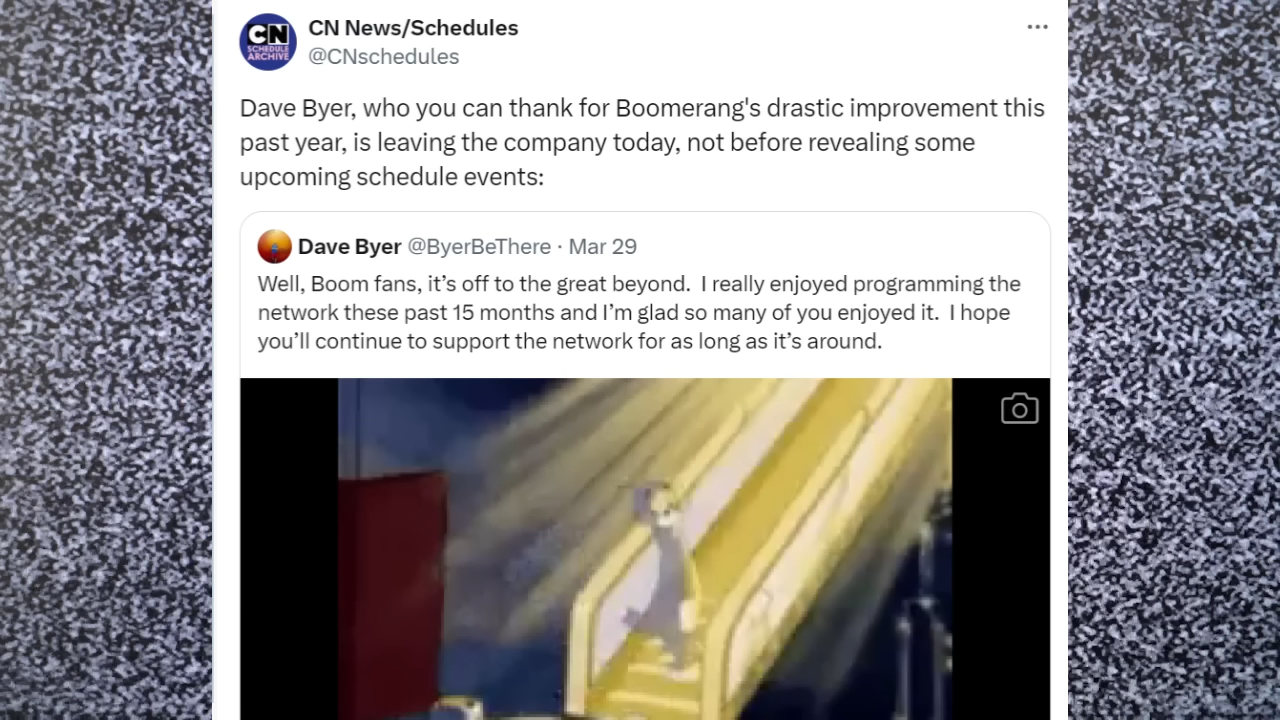 CN
SCHEDULE
ARCHIVE
CN News/Schedules
@CNschedules
Dave Byer, who you can thank for Boomerang's drastic improvement this
past year, is leaving the company today, not before revealing some
upcoming schedule events:
Dave Byer @ByerBeThere · Mar 29
Well, Boom fans, it’s off to the great beyond.  I really enjoyed programming the
network these past 15 months and I’m glad so many of you enjoyed it.  I hope
you’ll continue to support the network for as long as it’s around.